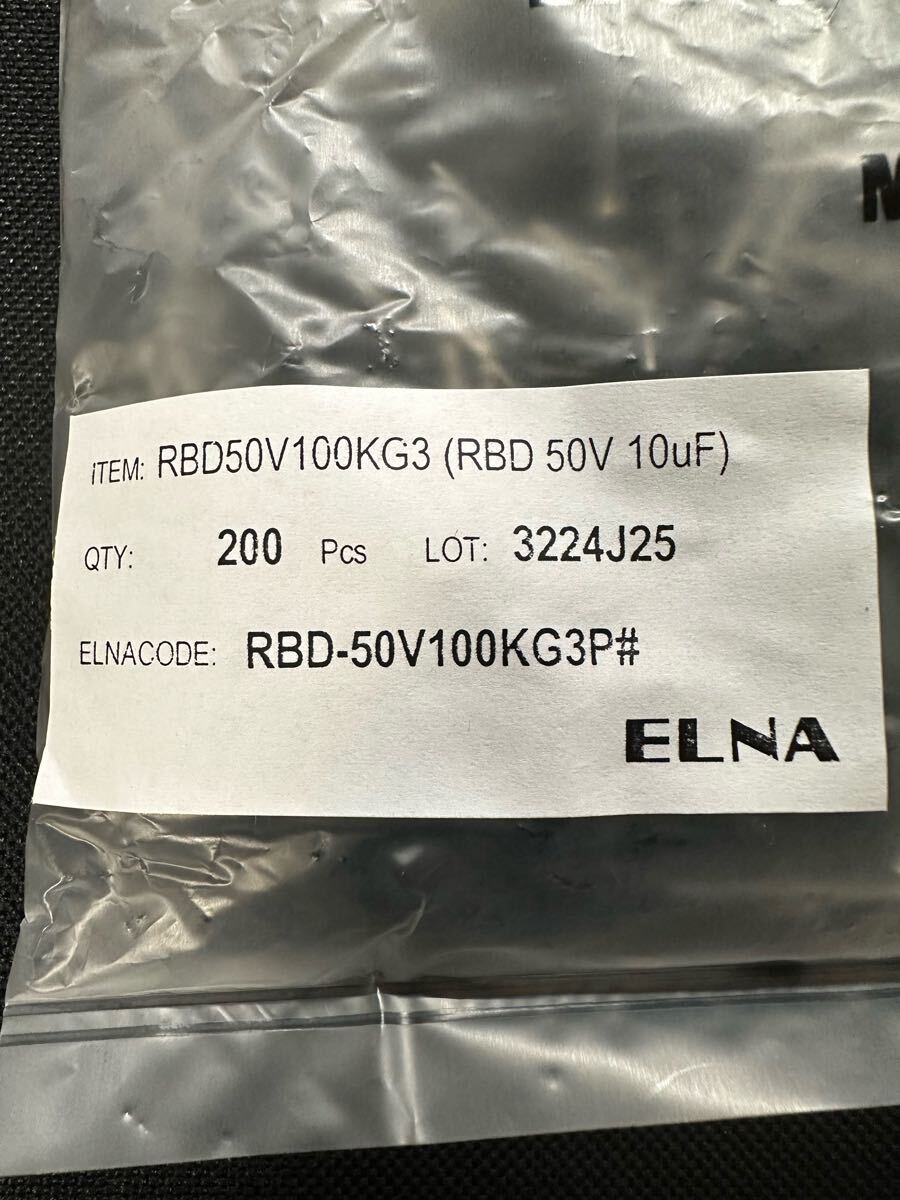 iTEM: RBD50V100KG3 (RBD 50V 10uF)
QTY: 200 Pcs LOT: 3224J25
ELNACODE: RBD-50V100KG3P#
ELNA